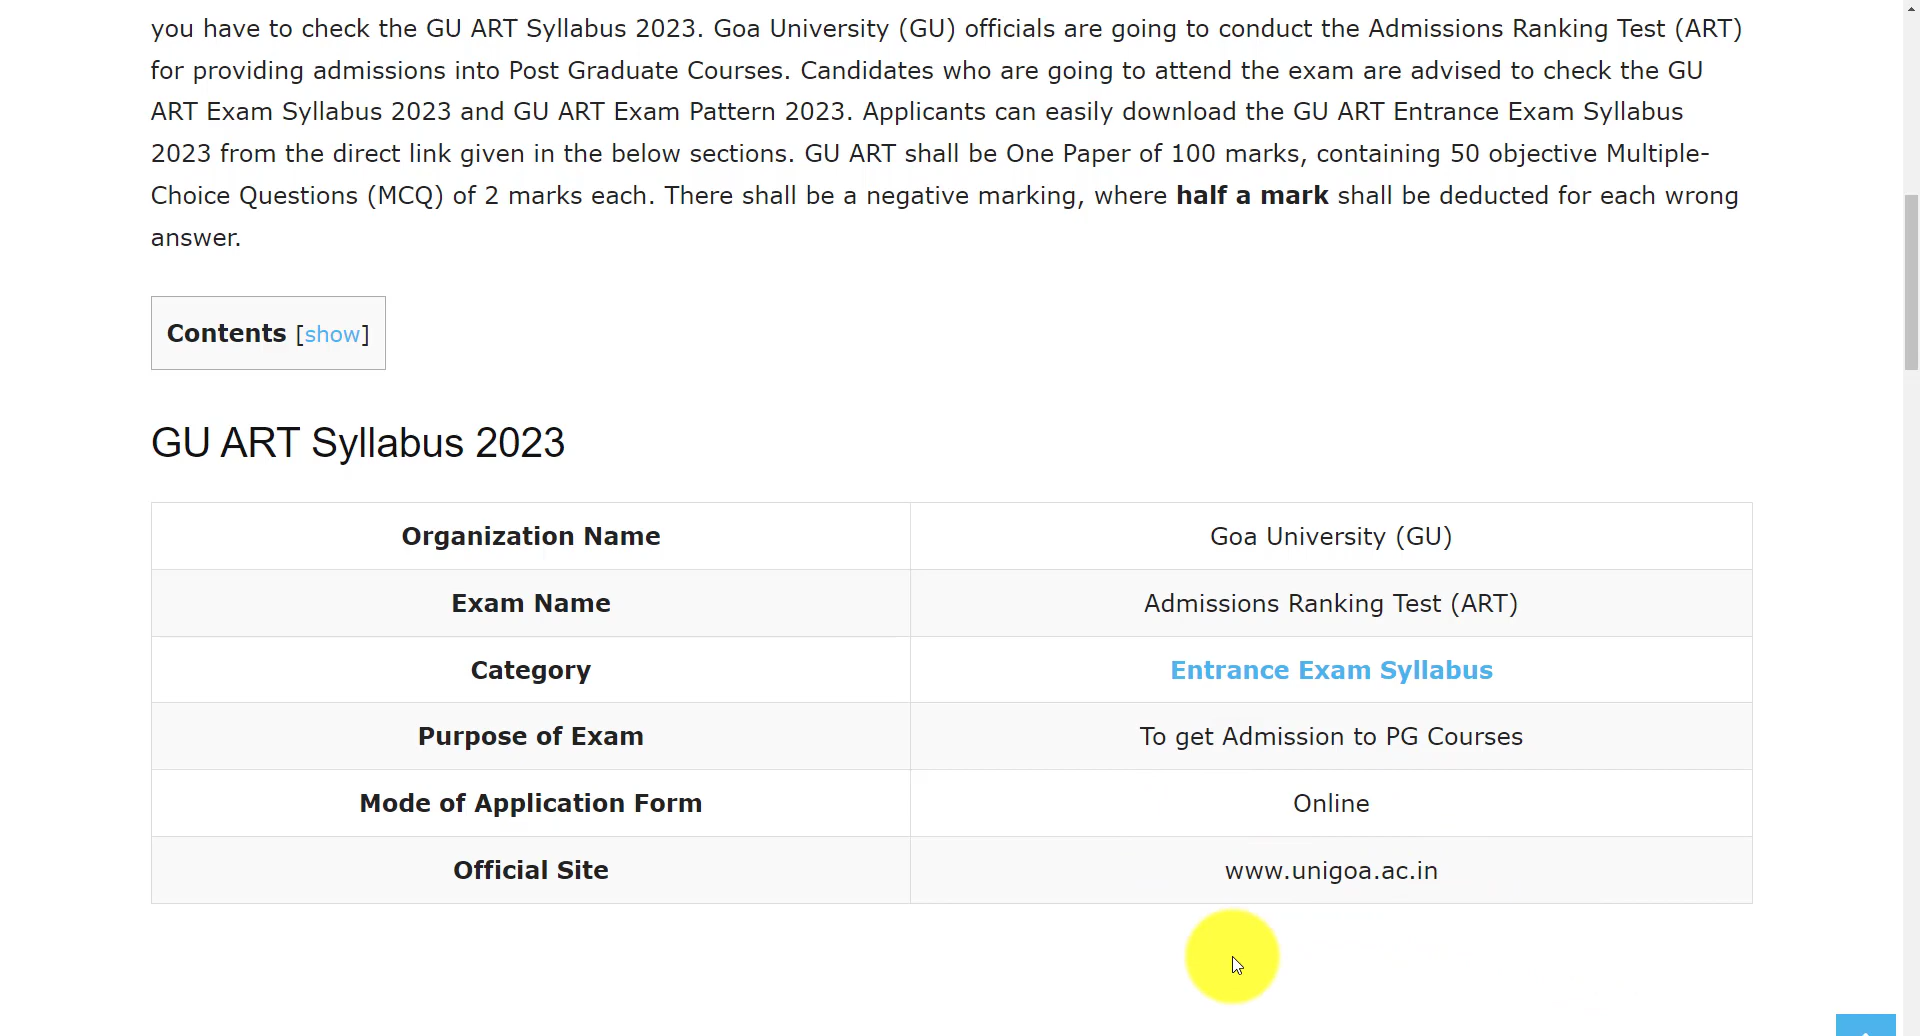 you have to check the GU ART Syllabus 2023. Goa University (GU) officials are going to conduct the Admissions Ranking Test (ART)
for providing admissions into Post Graduate Courses. Candidates who are going to attend the exam are advised to check the GU
ART Exam Syllabus 2023 and GU ART Exam Pattern 2023. Applicants can easily download the GU ART Entrance Exam Syllabus
2023 from the direct link given in the below sections. GU ART shall be One Paper of 100 marks, containing 50 objective Multiple-
Choice Questions (MCQ) of 2 marks each. There shall be a negative marking, where half a mark shall be deducted for each wrong
answer.
Contents [show]
GU ART Syllabus 2023
Organization Name Goa University (GU)
Exam Name Admissions Ranking Test (ART)
Category Entrance Exam Syllabus
Purpose of Exam To get Admission to PG Courses
Mode of Application Form Online
Official Site www.unigoa.ac.in